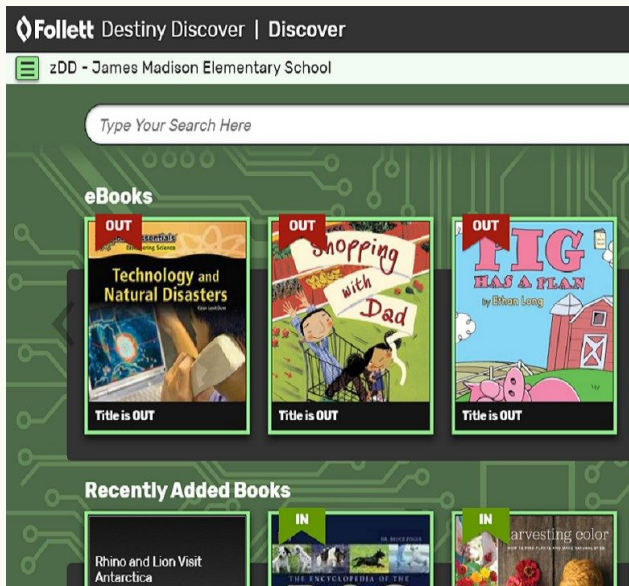 Follett Destiny Discover | Discover
zDD - James Madison Elementary School
Type Your Search Here
eBooks
OUT
Discovering Science
Technology and
Natural Disasters
Title is OUT
OUT
Shopping
with
Dad
Title is OUT
OUT
PIG
HAS A PLAN
by Ethan Long
Title is OUT
Recently Added Books
Rhino and Lion Visit
Antarctica
IN
DR. BRUCE FOGLE
THE ENCYCLOPEDIA OF THE
IN
arvesting color